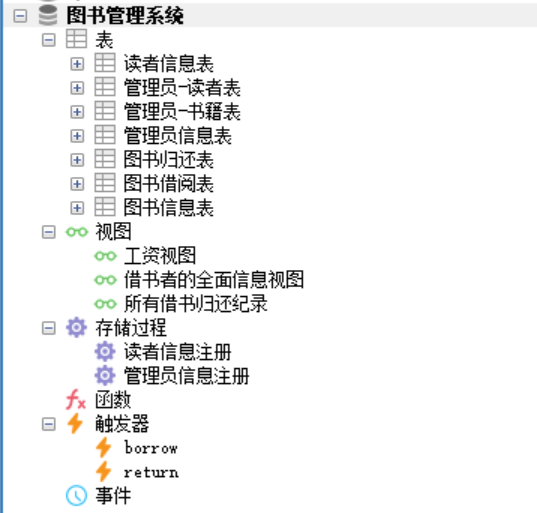 图书管理系统
表
读者信息表
管理员-读者表
管理员-书籍表
管理员信息表
图书归还表
图书借阅表
图书信息表
视图
工资视图
借书者的全面信息视图
所有借书归还纪录
存储过程
读者信息注册
管理员信息注册
fx 函数
触发器
borrow
return
事件